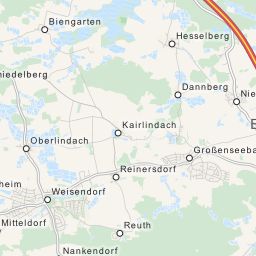 Biengarten
Hesselberg
niedelberg
Dannberg
Nie
E
Kairlindach
Oberlindach
Großenseeba
Reinersdorf
heim
Weisendorf
Mitteldorf
Reuth
Nankendorf